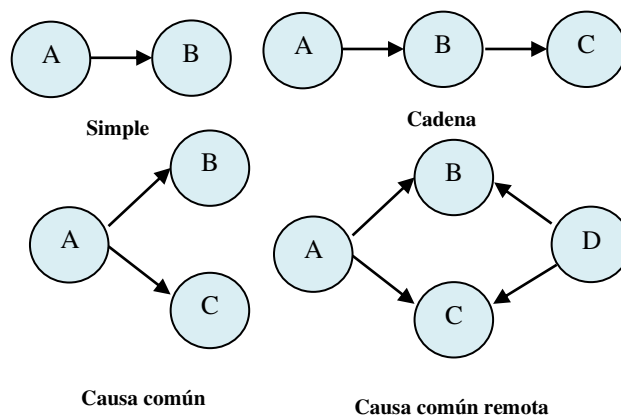 A B
Simple
A B C
Cadena
B
A
C
Causa común
B
A D
C
Causa común remota